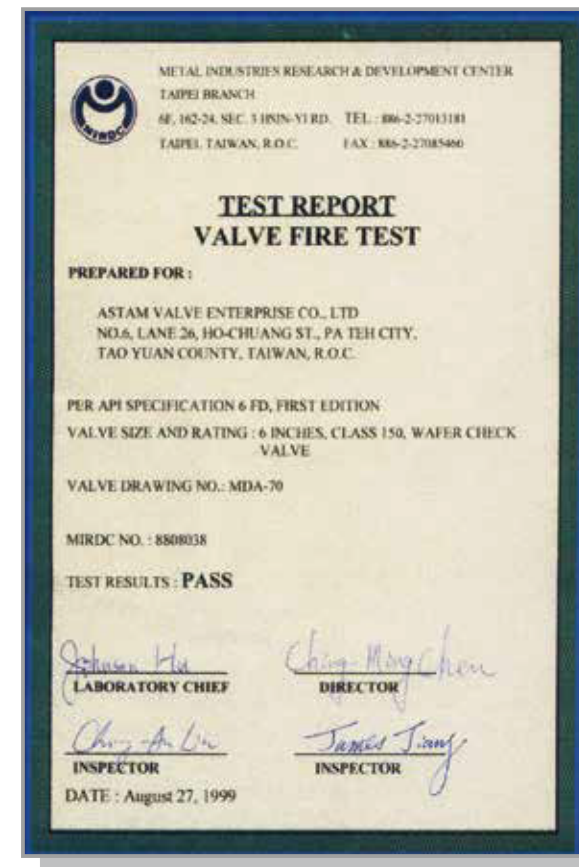 METAL INDUSTRIES RESEARCH & DEVELOPMENT CENTER
TAIPEI BRANCH
6F, 162-24, SEC. 3 HSIN-YI RD. TEL : 886-2-27013181
TAIPEI, TAIWAN, R.O.C. FAX : 886-2-27085460
MIRDC
TEST REPORT
VALVE FIRE TEST
PREPARED FOR :
ASTAM VALVE ENTERPRISE CO., LTD
NO.6, LANE 26, HO-CHUANG ST., PA TEH CITY,
TAO YUAN COUNTY, TAIWAN, R.O.C.
PER API SPECIFICATION 6 FD, FIRST EDITION
VALVE SIZE AND RATING : 6 INCHES, CLASS 150, WAFER CHECK
VALVE
VALVE DRAWING NO.: MDA-70
MIRDC NO. : 8808038
TEST RESULTS : PASS
Johnson Hu Ching-Ming Chen
LABORATORY CHIEF DIRECTOR
Chung-An Lin James Jiang
INSPECTOR INSPECTOR
DATE : August 27, 1999